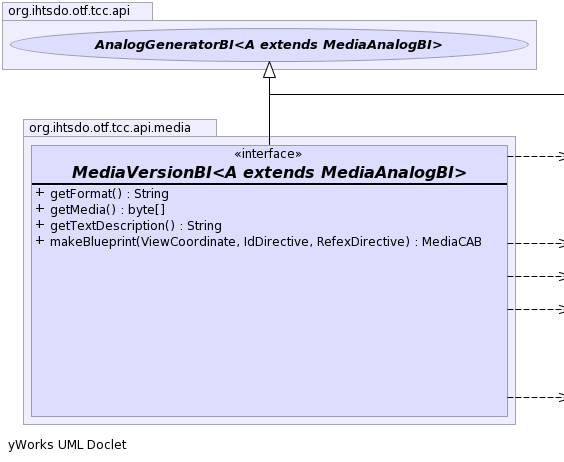 org.ihtsdo.otf.tcc.api
AnalogGeneratorBI<A extends MediaAnalogBI>
org.ihtsdo.otf.tcc.api.media
«interface»
MediaVersionBI<A extends MediaAnalogBI>
+ getFormat() : String
+ getMedia() : byte[]
+ getTextDescription() : String
+ makeBlueprint(ViewCoordinate, IdDirective, RefexDirective) : MediaCAB
yWorks UML Doclet